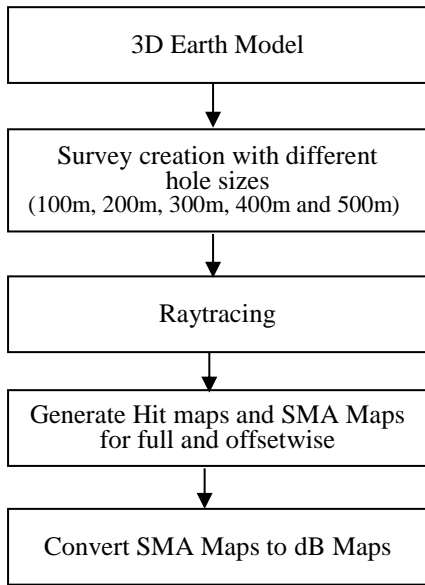 3D Earth Model
Survey creation with different
hole sizes
(100m, 200m, 300m, 400m and 500m)
Raytracing
Generate Hit maps and SMA Maps
for full and offsetwise
Convert SMA Maps to dB Maps